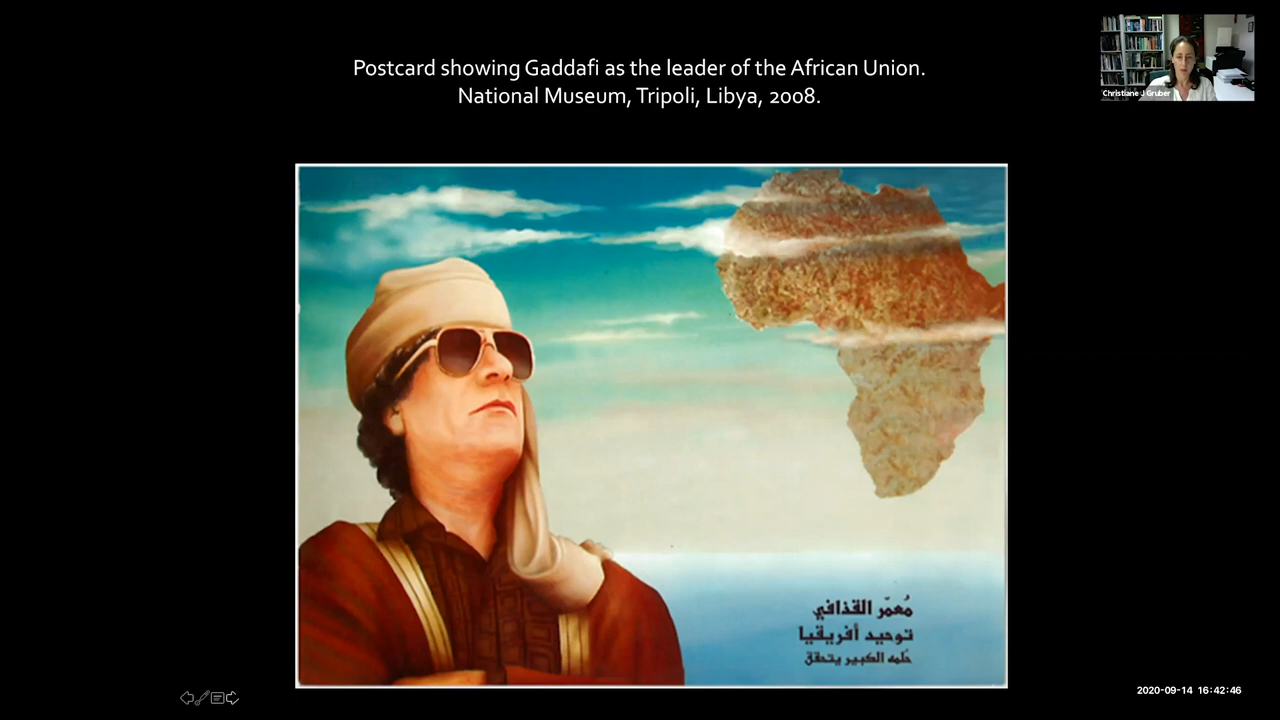 Postcard showing Gaddafi as the leader of the African Union.
National Museum, Tripoli, Libya, 2008.
Christiane J Gruber
مُعمّر القذافي
توحيد أفريقيا
حُلمه الكبير يتحقق
2020-09-14 16:42:46